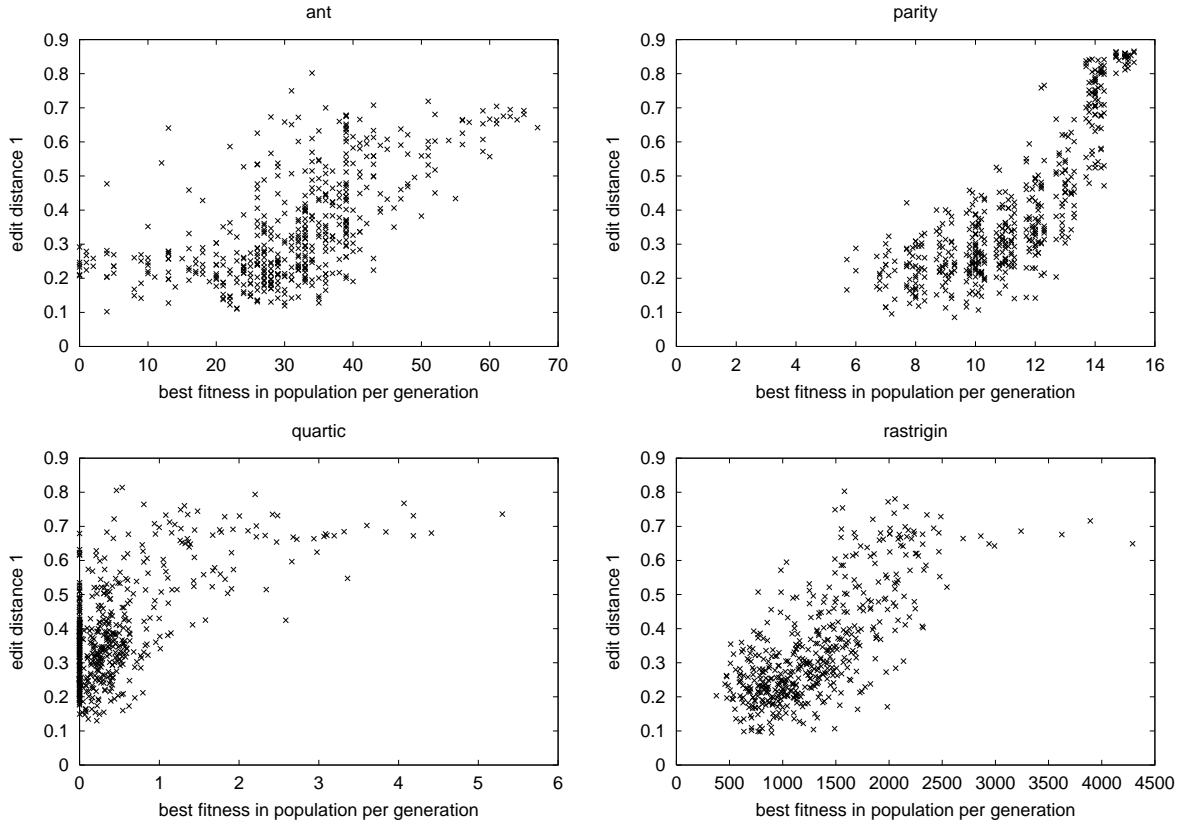 ant
0.9
0.8
0.7
0.6
0.5
0.4
0.3
0.2
0.1
0
edit distance 1
0 10 20 30 40 50 60 70
best fitness in population per generation
parity
0.9
0.8
0.7
0.6
0.5
0.4
0.3
0.2
0.1
0
edit distance 1
0 2 4 6 8 10 12 14 16
best fitness in population per generation
quartic
0.9
0.8
0.7
0.6
0.5
0.4
0.3
0.2
0.1
0
edit distance 1
0 1 2 3 4 5 6
best fitness in population per generation
rastrigin
0.9
0.8
0.7
0.6
0.5
0.4
0.3
0.2
0.1
0
edit distance 1
0 500 1000 1500 2000 2500 3000 3500 4000 4500
best fitness in population per generation